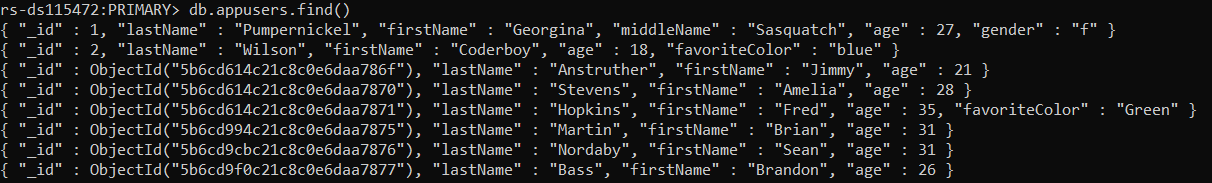 rs-ds115472:PRIMARY> db.appusers.find()
{ "_id" : 1, "lastName" : "Pumpernickel", "firstName" : "Georgina", "middleName" : "Sasquatch", "age" : 27, "gender" : "f" }
{ "_id" : 2, "lastName" : "Wilson", "firstName" : "Coderboy", "age" : 18, "favoriteColor" : "blue" }
{ "_id" : ObjectId("5b6cd614c21c8c0e6daa786f"), "lastName" : "Anstruther", "firstName" : "Jimmy", "age" : 21 }
{ "_id" : ObjectId("5b6cd614c21c8c0e6daa7870"), "lastName" : "Stevens", "firstName" : "Amelia", "age" : 28 }
{ "_id" : ObjectId("5b6cd614c21c8c0e6daa7871"), "lastName" : "Hopkins", "firstName" : "Fred", "age" : 35, "favoriteColor" : "Green" }
{ "_id" : ObjectId("5b6cd994c21c8c0e6daa7875"), "lastName" : "Martin", "firstName" : "Brian", "age" : 31 }
{ "_id" : ObjectId("5b6cd9cbc21c8c0e6daa7876"), "lastName" : "Nordaby", "firstName" : "Sean", "age" : 31 }
{ "_id" : ObjectId("5b6cd9f0c21c8c0e6daa7877"), "lastName" : "Bass", "firstName" : "Brandon", "age" : 26 }